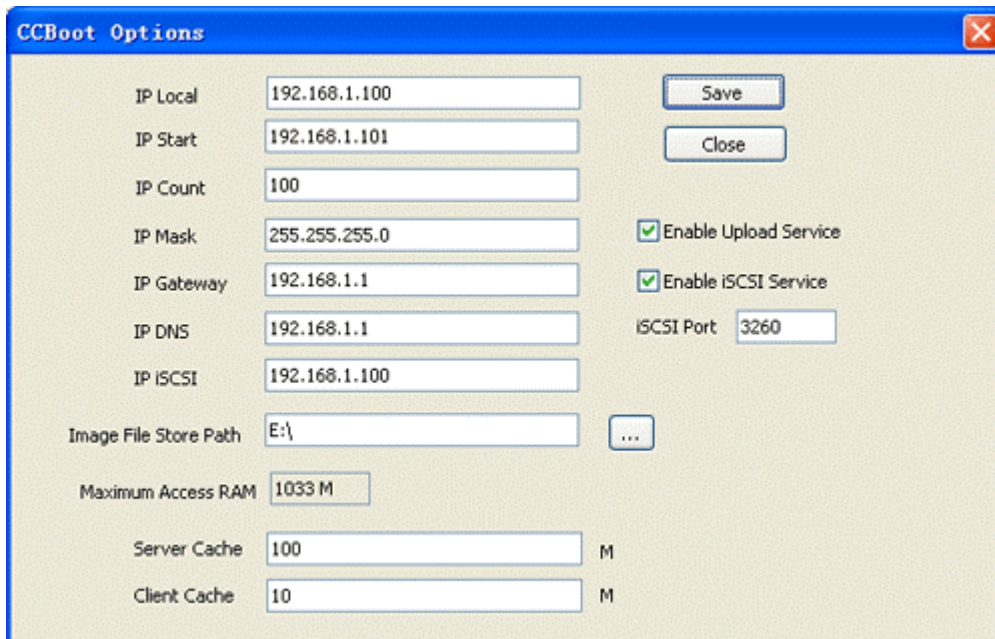 CCBoot Options
IP Local 192.168.1.100 Save
IP Start 192.168.1.101 Close
IP Count 100
IP Mask 255.255.255.0 Enable Upload Service
IP Gateway 192.168.1.1 Enable iSCSI Service
IP DNS 192.168.1.1 iSCSI Port 3260
IP iSCSI 192.168.1.100
Image File Store Path E:\ ...
Maximum Access RAM 1033 M
Server Cache 100 M
Client Cache 10 M